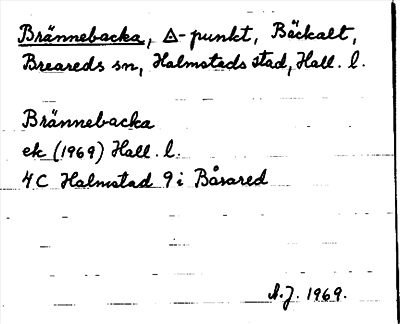 Brännebacka, △-punkt, Bäckalt,
Breareds sn, Halmstads stad, Hall. l.
Brännebacka
ek (1969) Hall. l.
4C Halmstad 9 i Båsared
A.J. 1969.